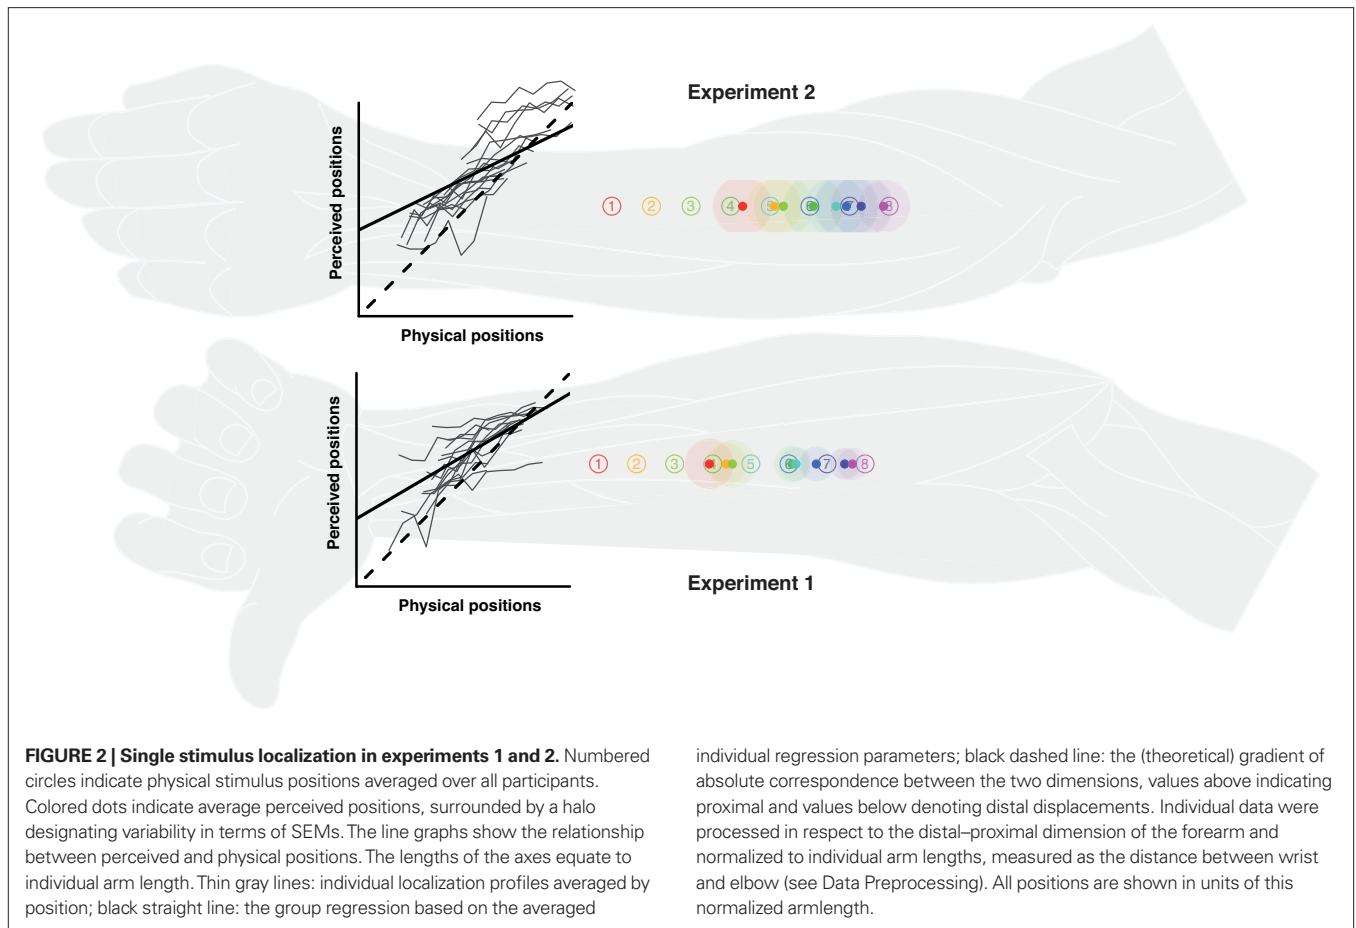 Experiment 2
Perceived positions
Physical positions
1 2 3 4 5 6 7 8
Perceived positions
Physical positions
1 2 3 4 5 6 7 8
Experiment 1
FIGURE 2 | Single stimulus localization in experiments 1 and 2. Numbered
circles indicate physical stimulus positions averaged over all participants.
Colored dots indicate average perceived positions, surrounded by a halo
designating variability in terms of SEMs. The line graphs show the relationship
between perceived and physical positions. The lengths of the axes equate to
individual arm length. Thin gray lines: individual localization profiles averaged by
position; black straight line: the group regression based on the averaged
individual regression parameters; black dashed line: the (theoretical) gradient of
absolute correspondence between the two dimensions, values above indicating
proximal and values below denoting distal displacements. Individual data were
processed in respect to the distal–proximal dimension of the forearm and
normalized to individual arm lengths, measured as the distance between wrist
and elbow (see Data Preprocessing). All positions are shown in units of this
normalized armlength.